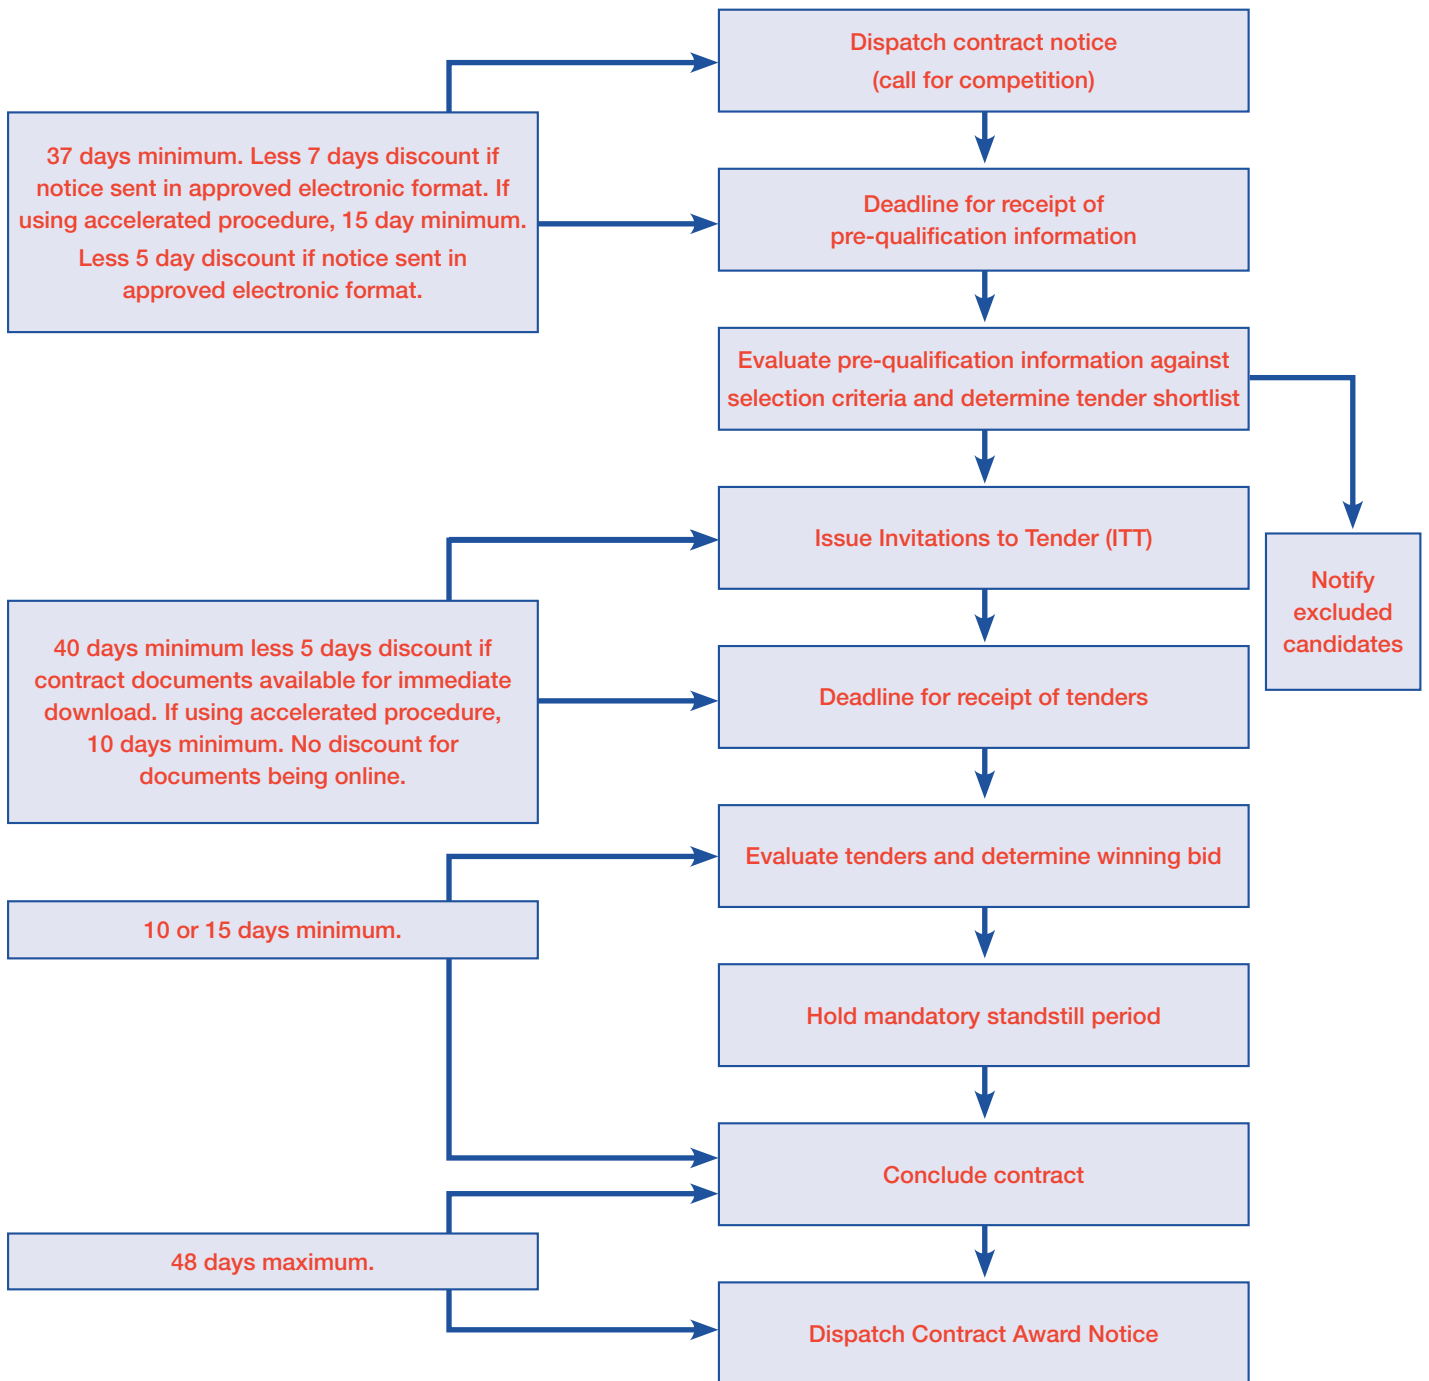 Dispatch contract notice
(call for competition)
37 days minimum. Less 7 days discount if
notice sent in approved electronic format. If
using accelerated procedure, 15 day minimum.
Less 5 day discount if notice sent in
approved electronic format.
Deadline for receipt of
pre-qualification information
Evaluate pre-qualification information against
selection criteria and determine tender shortlist
Issue Invitations to Tender (ITT)
Notify
excluded
candidates
40 days minimum less 5 days discount if
contract documents available for immediate
download. If using accelerated procedure,
10 days minimum. No discount for
documents being online.
Deadline for receipt of tenders
Evaluate tenders and determine winning bid
10 or 15 days minimum.
Hold mandatory standstill period
Conclude contract
48 days maximum.
Dispatch Contract Award Notice